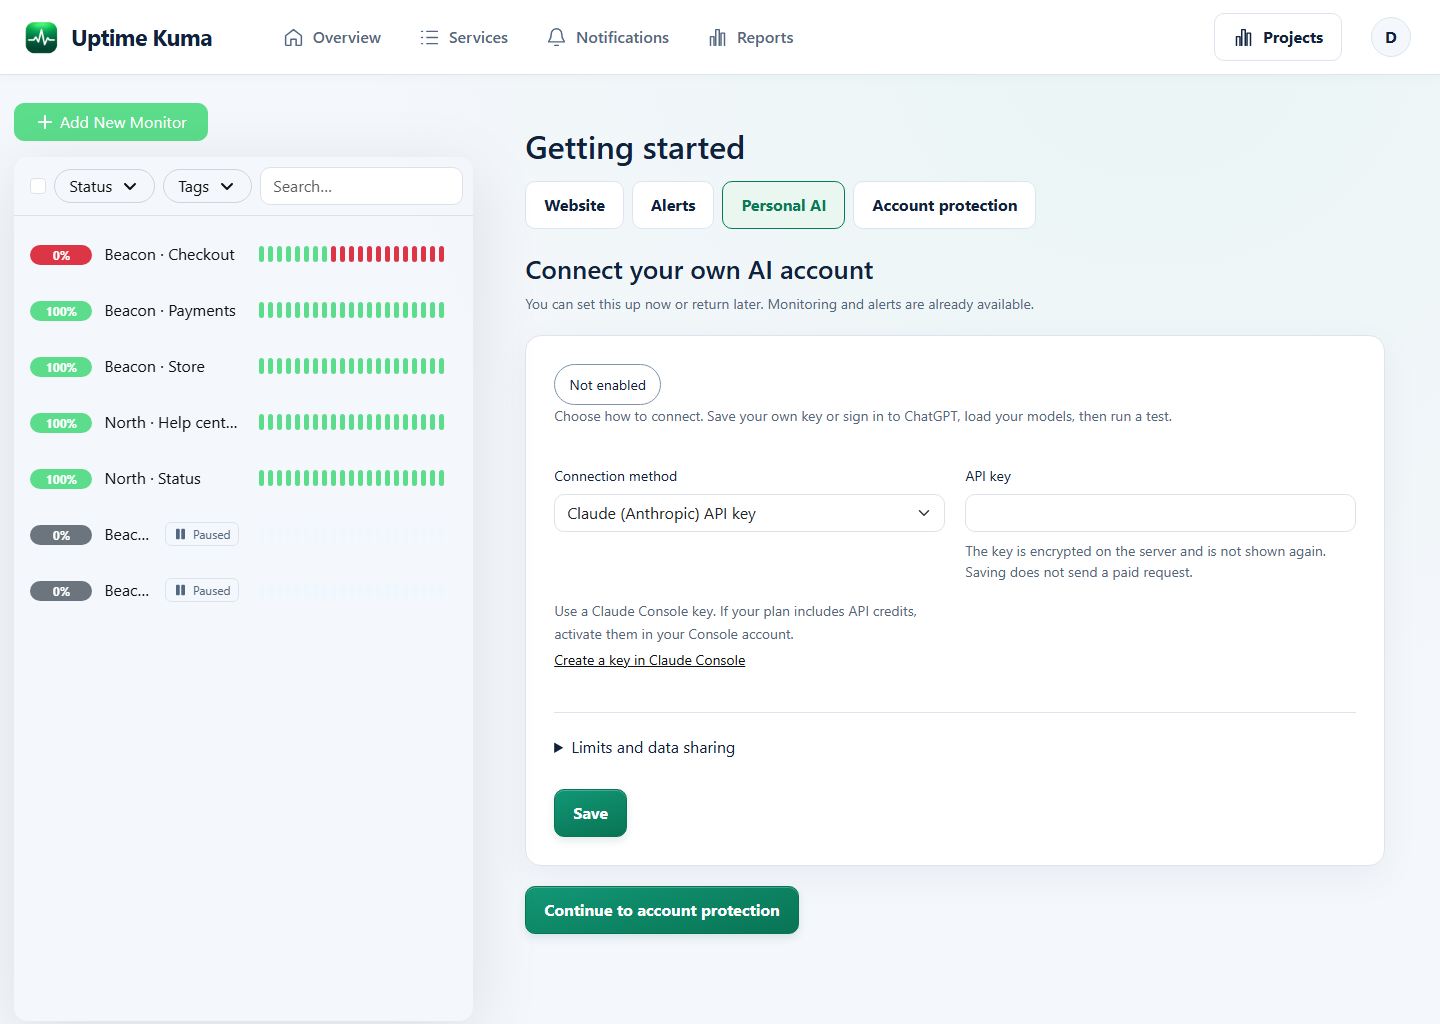 Uptime Kuma
Overview
Services
Notifications
Reports
Projects
D
Add New Monitor
Status
Tags
Search...
0%
Beacon · Checkout
100%
Beacon · Payments
100%
Beacon · Store
100%
North · Help cent...
100%
North · Status
0%
Beac...
Paused
0%
Beac...
Paused
Getting started
Website
Alerts
Personal AI
Account protection
Connect your own AI account
You can set this up now or return later. Monitoring and alerts are already available.
Not enabled
Choose how to connect. Save your own key or sign in to ChatGPT, load your models, then run a test.
Connection method
Claude (Anthropic) API key
API key
The key is encrypted on the server and is not shown again.
Saving does not send a paid request.
Use a Claude Console key. If your plan includes API credits,
activate them in your Console account.
Create a key in Claude Console
Limits and data sharing
Save
Continue to account protection